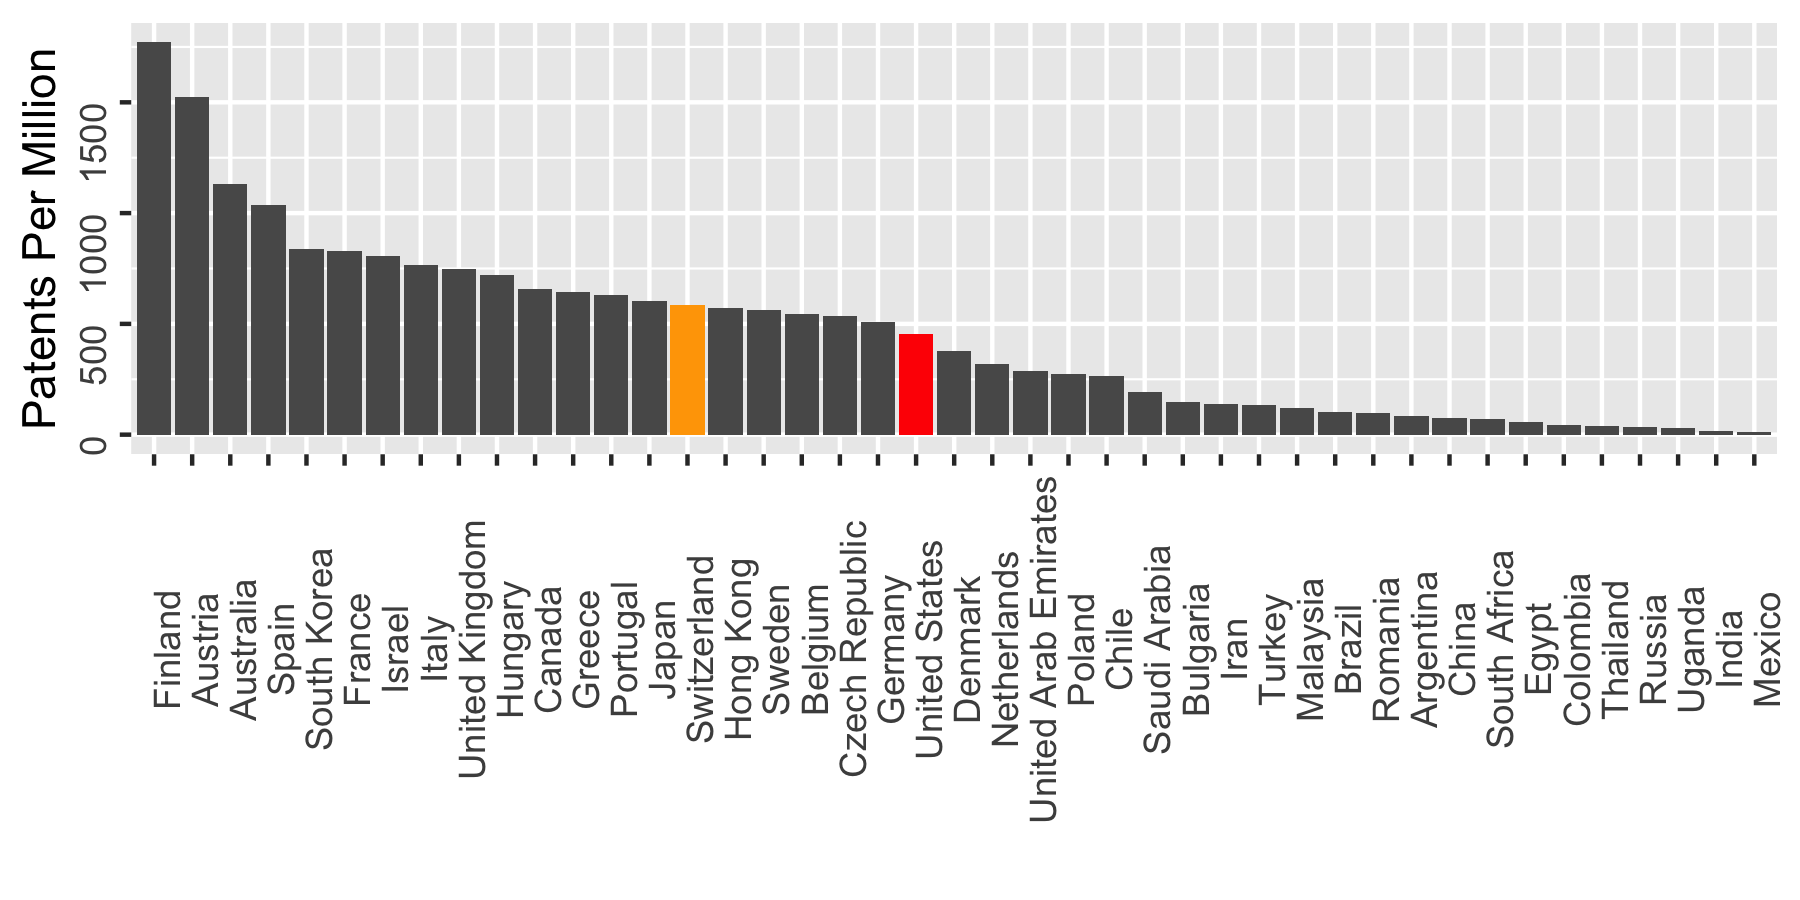 Patents Per Million
1500
1000
500
0
Finland
Austria
Australia
Spain
South Korea
France
Israel
Italy
United Kingdom
Hungary
Canada
Greece
Portugal
Japan
Switzerland
Hong Kong
Sweden
Belgium
Czech Republic
Germany
United States
Denmark
Netherlands
United Arab Emirates
Poland
Chile
Saudi Arabia
Bulgaria
Iran
Turkey
Malaysia
Brazil
Romania
Argentina
China
South Africa
Egypt
Colombia
Thailand
Russia
Uganda
India
Mexico